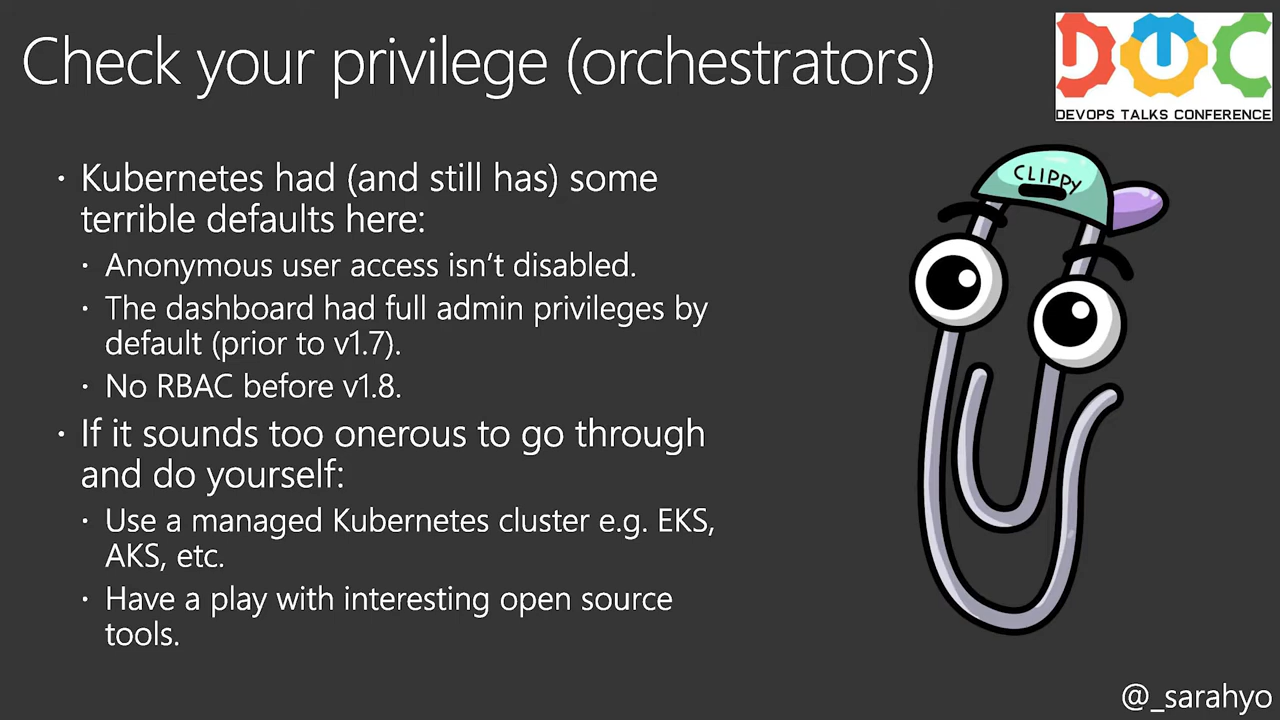 Check your privilege (orchestrators)
DTC
DEVOPS TALKS CONFERENCE
CLIPPY
· Kubernetes had (and still has) some
terrible defaults here:
· Anonymous user access isn't disabled.
· The dashboard had full admin privileges by
default (prior to v1.7).
· No RBAC before v1.8.
· If it sounds too onerous to go through
and do yourself:
· Use a managed Kubernetes cluster e.g. EKS,
AKS, etc.
· Have a play with interesting open source
tools.
@_sarahyo